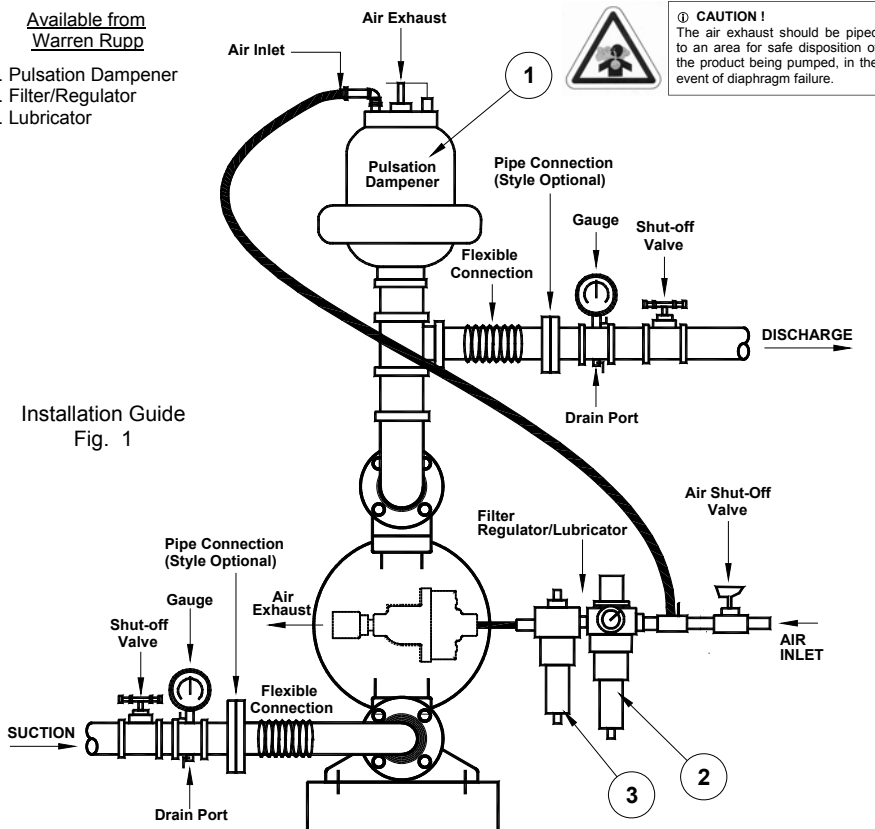 Available from
Warren Rupp
. Pulsation Dampener
. Filter/Regulator
. Lubricator
Air Exhaust
Air Inlet
1
CAUTION !
The air exhaust should be piped
to an area for safe disposition of
the product being pumped, in the
event of diaphragm failure.
Pulsation
Dampener
Pipe Connection
(Style Optional)
Gauge
Shut-off
Valve
Flexible
Connection
DISCHARGE
Drain Port
Installation Guide
Fig. 1
Air Shut-Off
Valve
Filter
Regulator/Lubricator
Pipe Connection
(Style Optional)
Air
Exhaust
AIR
INLET
Gauge
Shut-off
Valve
Flexible
Connection
SUCTION
Drain Port
3
2